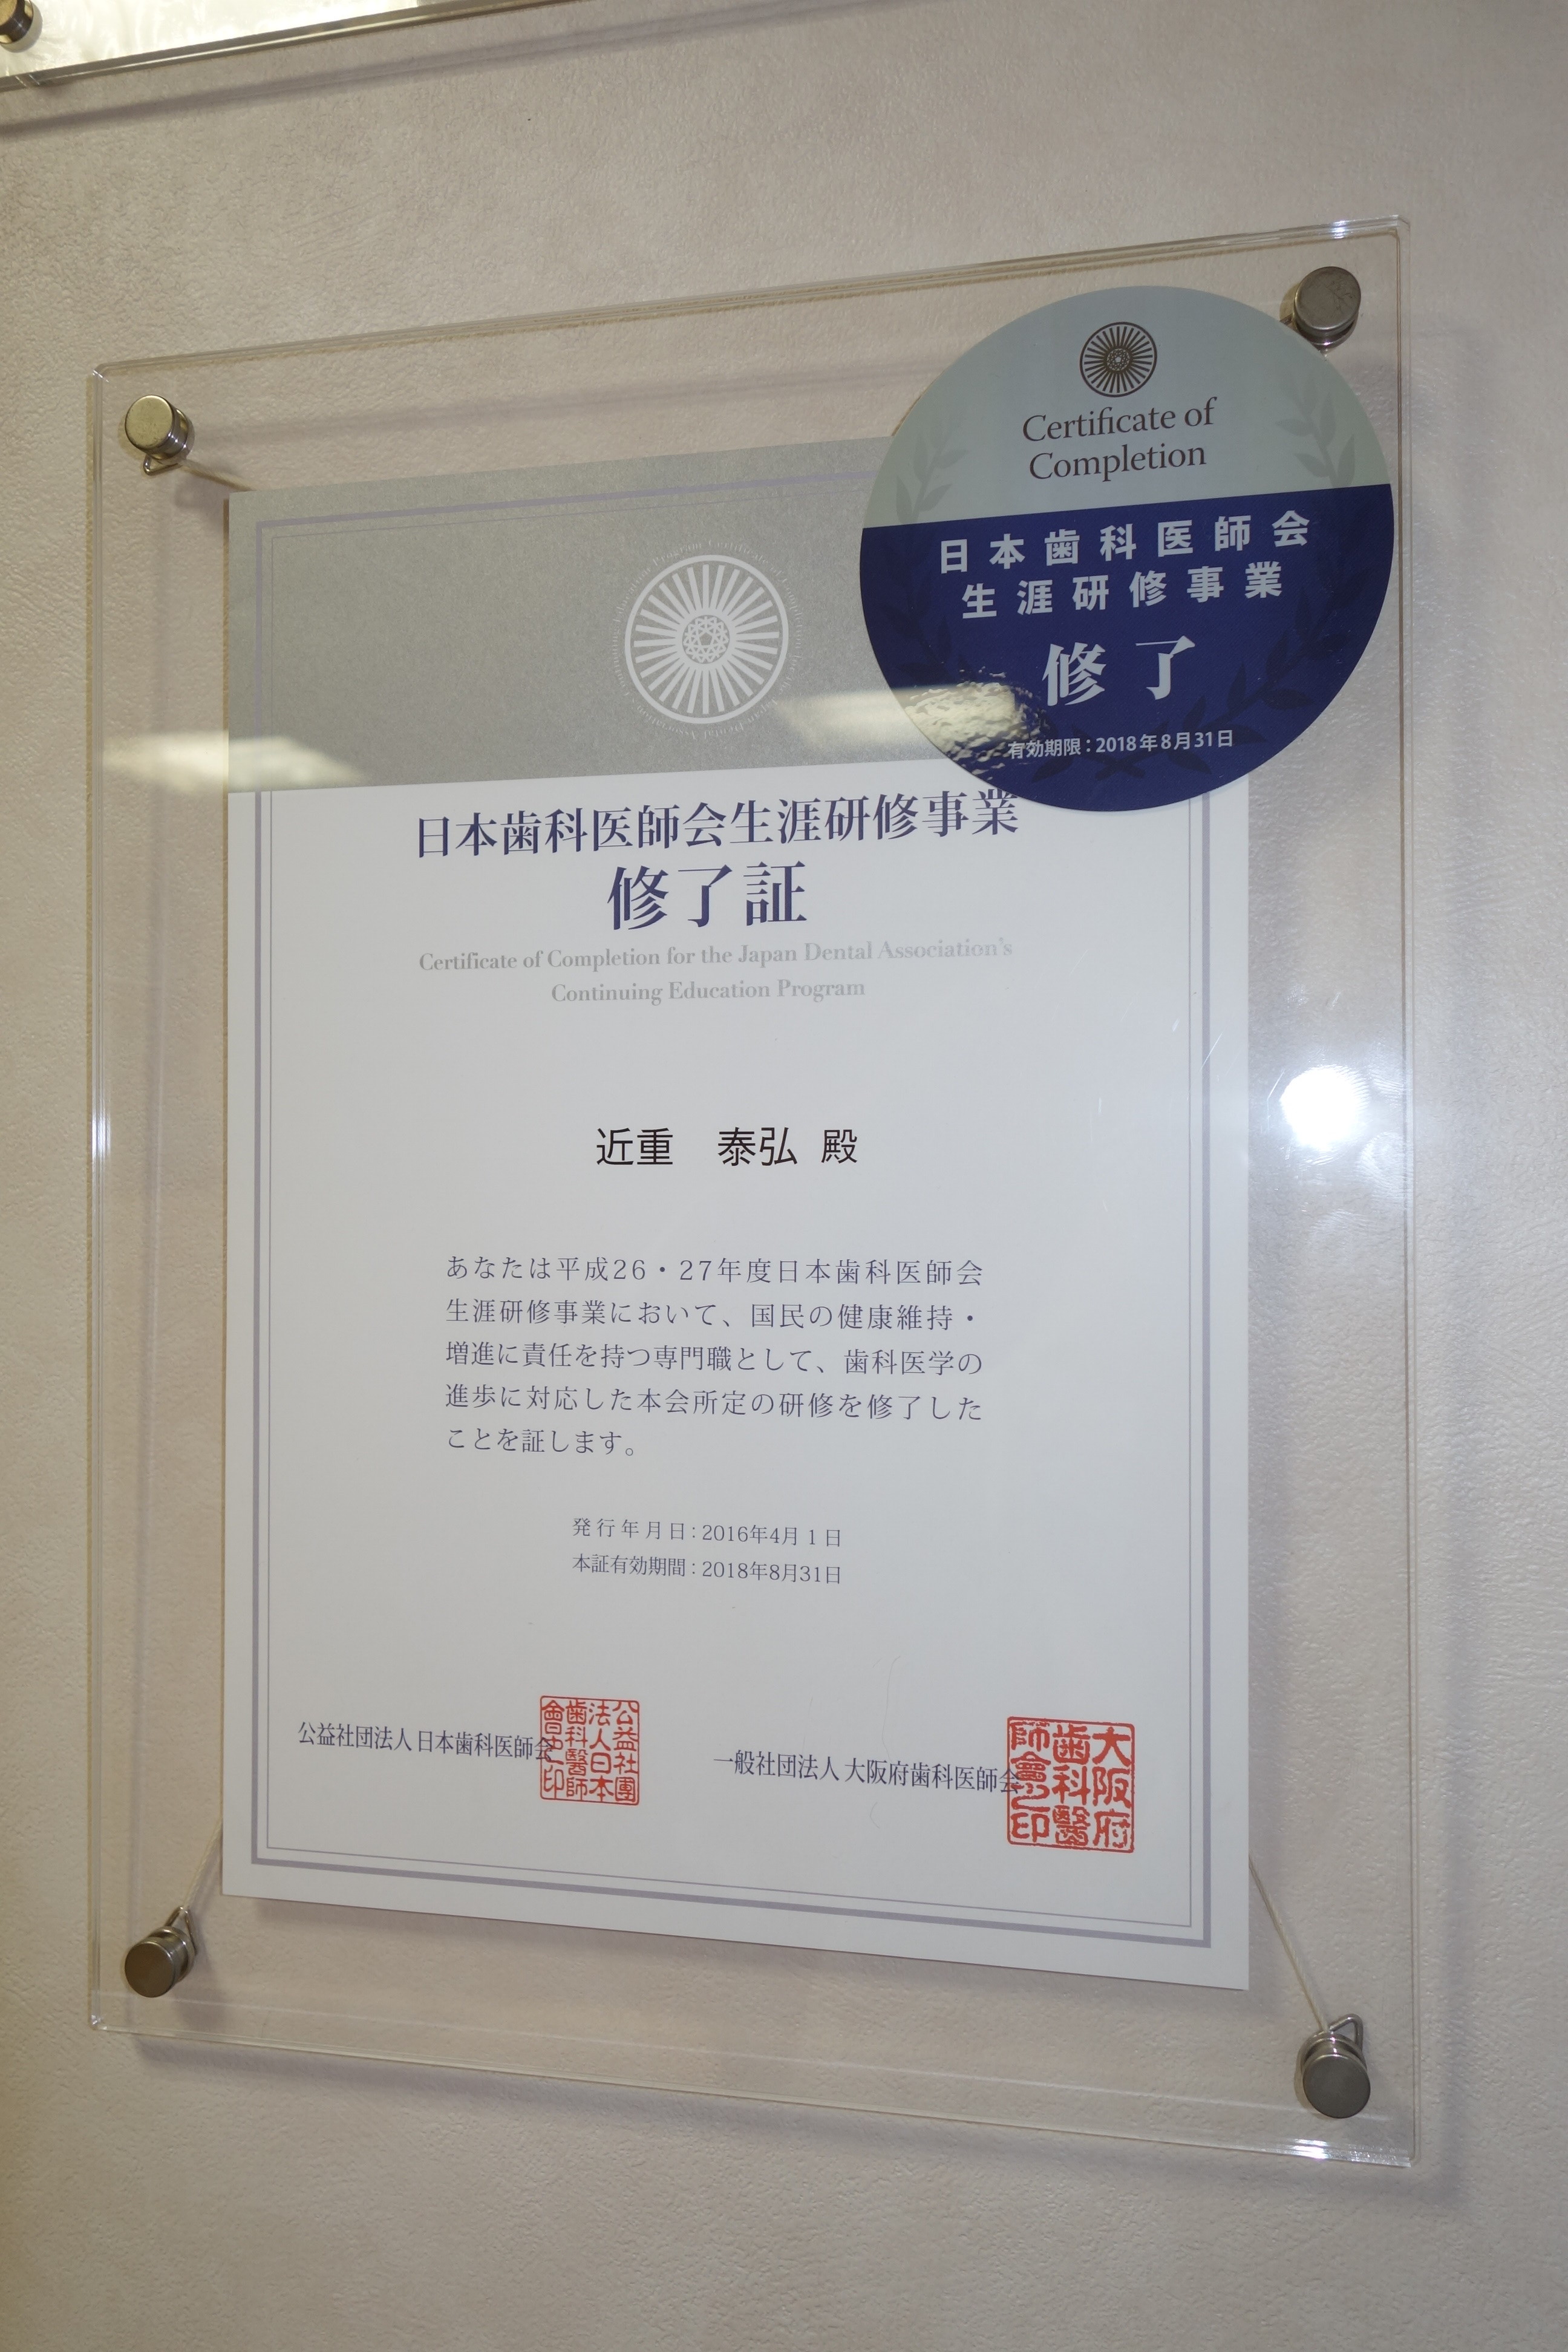 Certificate of
Completion
日本歯科医師会
生涯研修事業
修了
有効期限：2018年8月31日
日本歯科医師会生涯研修事業
修了証
Certificate of Completion for the Japan Dental Association's
Continuing Education Program
近重　泰弘 殿
あなたは平成26・27年度日本歯科医師会
生涯研修事業において、国民の健康維持・
増進に責任を持つ専門職として、歯科医学の
進歩に対応した本会所定の研修を修了した
ことを証します。
発行年月日：2016年4月1日
本証有効期間：2018年8月31日
公益社団法人 日本歯科医師会
公益社團
法人日本
歯科醫師
會之印
一般社団法人 大阪府歯科医師会
大阪府
歯科醫
師會之印